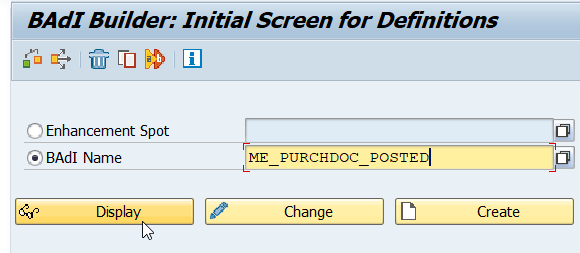 BAdI Builder: Initial Screen for Definitions
Enhancement Spot
BAdI Name ME_PURCHDOC_POSTED
Display Change Create